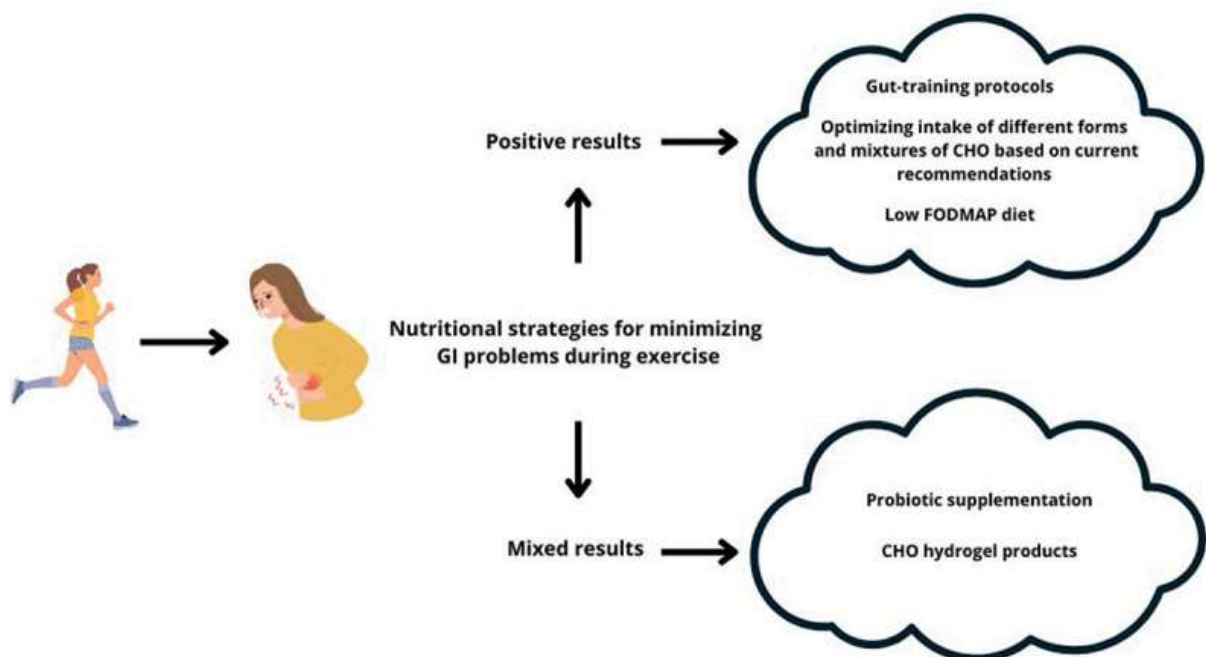 Gut-training protocols
Optimizing intake of different forms
and mixtures of CHO based on current
recommendations
Low FODMAP diet
Positive results
Nutritional strategies for minimizing
GI problems during exercise
Mixed results
Probiotic supplementation
CHO hydrogel products